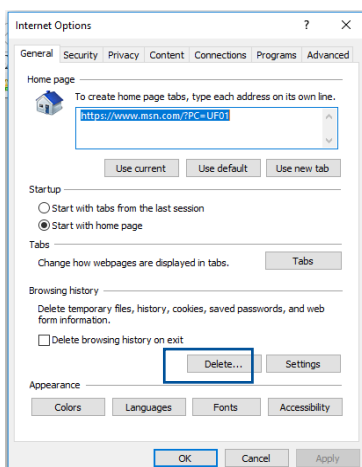 Internet Options
? X
General Security Privacy Content Connections Programs Advanced
Home page
To create home page tabs, type each address on its own line.
https://www.msn.com/?PC=UF01
Use current Use default Use new tab
Startup
Start with tabs from the last session
Start with home page
Tabs
Change how webpages are displayed in tabs. Tabs
Browsing history
Delete temporary files, history, cookies, saved passwords, and web
form information.
Delete browsing history on exit
Delete... Settings
Appearance
Colors Languages Fonts Accessibility
OK Cancel Apply